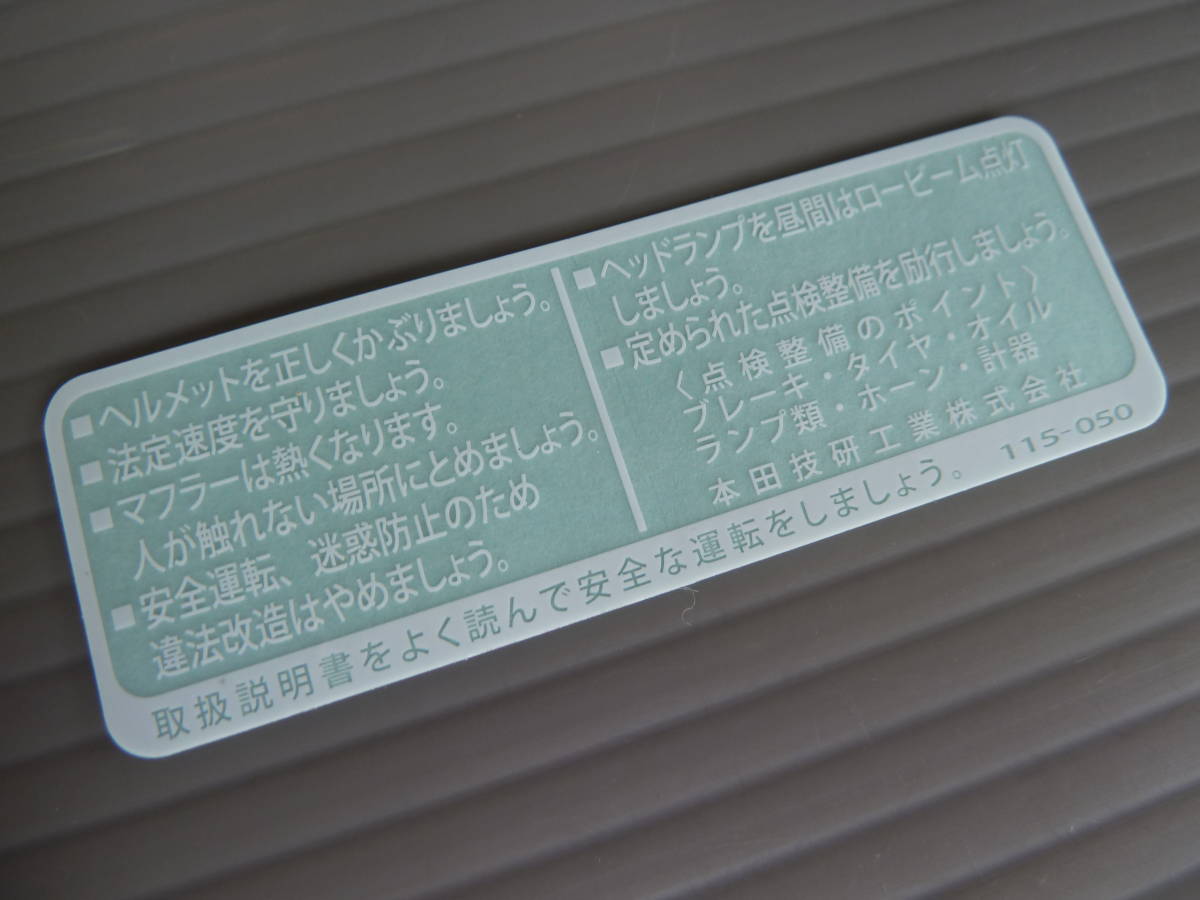 ■ヘルメットを正しくかぶりましょう。
■法定速度を守りましょう。
■マフラーは熱くなります。
人が触れない場所にとめましょう。
■安全運転、迷惑防止のため
違法改造はやめましょう。
■ヘッドランプを昼間はロービーム点灯
しましょう。
■定められた点検整備を励行しましょう。
〈点検整備のポイント〉
ブレーキ・タイヤ・オイル
ランプ類・ホーン・計器
本田技研工業株式会社
取扱説明書をよく読んで安全な運転をしましょう。 115-050